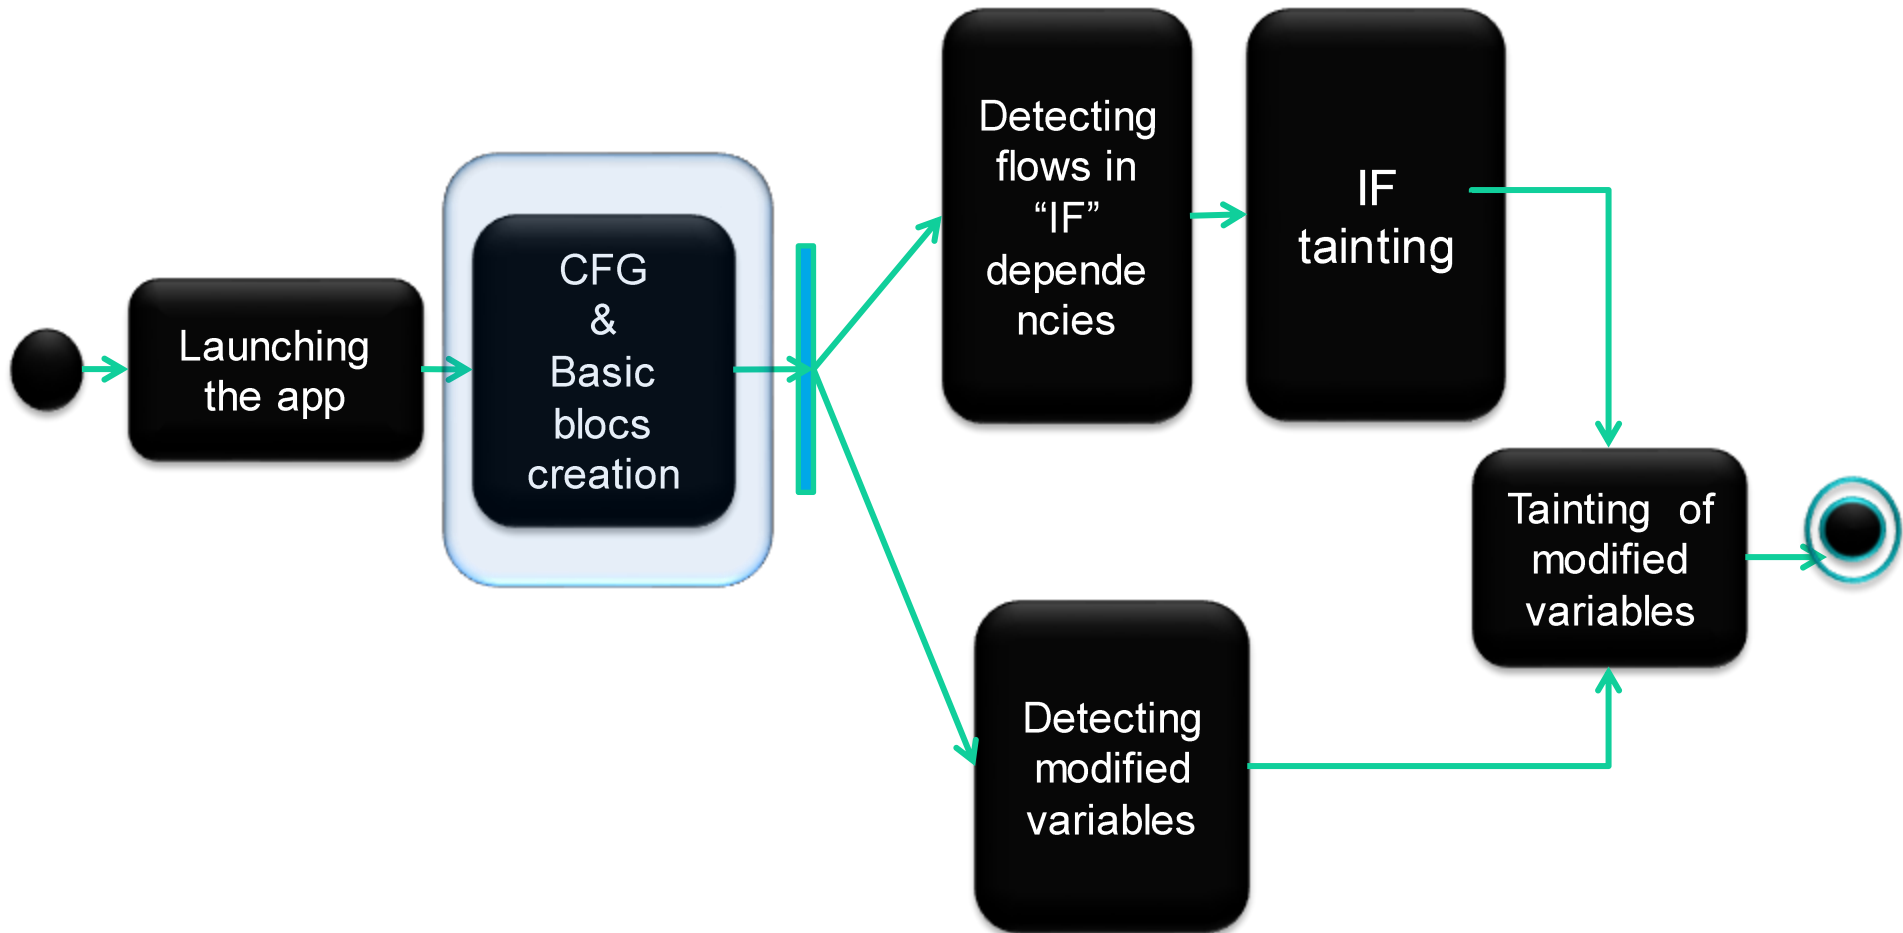 Launching
the app
CFG
&
Basic
blocs
creation
Detecting
flows in
“IF”
depende
ncies
IF
tainting
Detecting
modified
variables
Tainting of
modified
variables